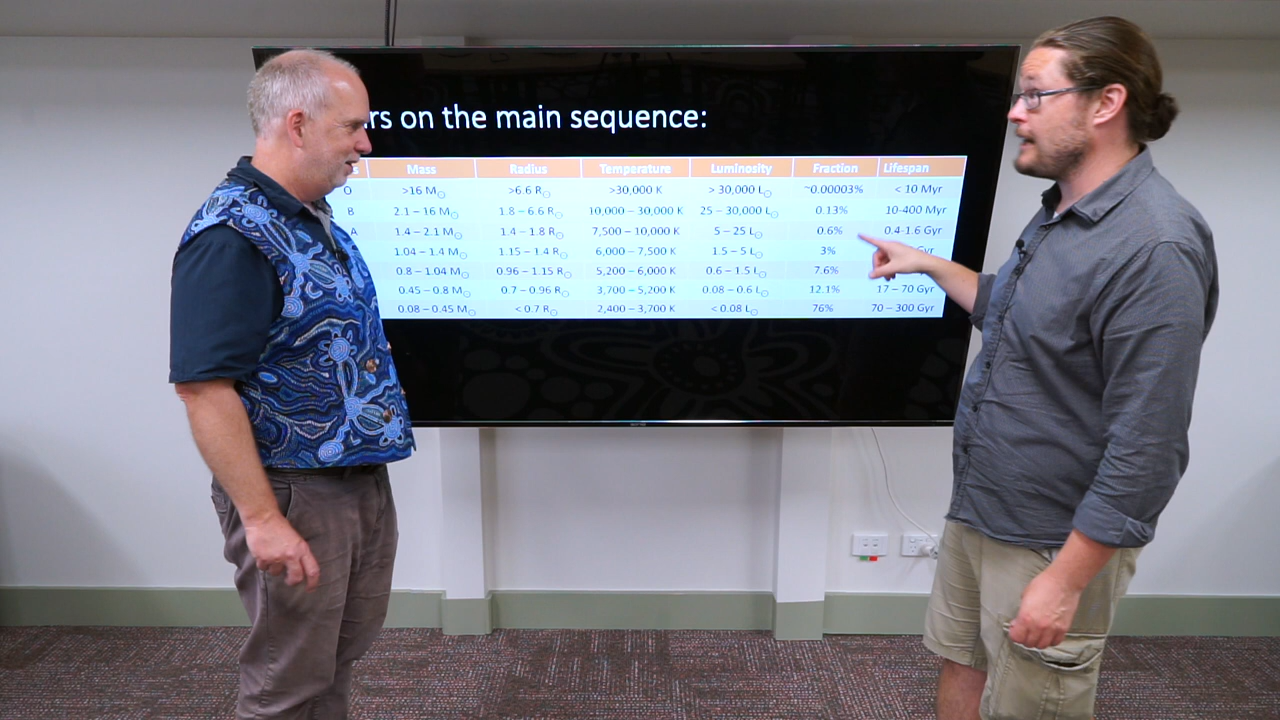 rs on the main sequence:
s Mass Radius Temperature Luminosity Fraction Lifespan
O >16 M☉ >6.6 R☉ >30,000 K > 30,000 L☉ ~0.00003% < 10 Myr
B 2.1 – 16 M☉ 1.8 – 6.6 R☉ 10,000 – 30,000 K 25 – 30,000 L☉ 0.13% 10-400 Myr
A 1.4 – 2.1 M☉ 1.4 – 1.8 R☉ 7,500 – 10,000 K 5 – 25 L☉ 0.6% 0.4-1.6 Gyr
1.04 – 1.4 M☉ 1.15 – 1.4 R☉ 6,000 – 7,500 K 1.5 – 5 L☉ 3% Gyr
0.8 – 1.04 M☉ 0.96 – 1.15 R☉ 5,200 – 6,000 K 0.6 – 1.5 L☉ 7.6%
0.45 – 0.8 M☉ 0.7 – 0.96 R☉ 3,700 – 5,200 K 0.08 – 0.6 L☉ 12.1% 17 – 70 Gyr
0.08 – 0.45 M☉ < 0.7 R☉ 2,400 – 3,700 K < 0.08 L☉ 76% 70 – 300 Gyr